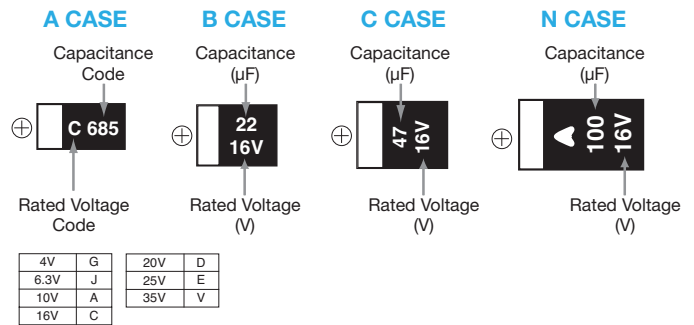 A CASE
B CASE
C CASE
N CASE
Capacitance
Code
Capacitance
(µF)
Capacitance
(µF)
Capacitance
(µF)
C 685
22
16V
47
16V
100
16V
Rated Voltage
Code
Rated Voltage
(V)
Rated Voltage
(V)
Rated Voltage
(V)
4V G
6.3V J
10V A
16V C
20V D
25V E
35V V